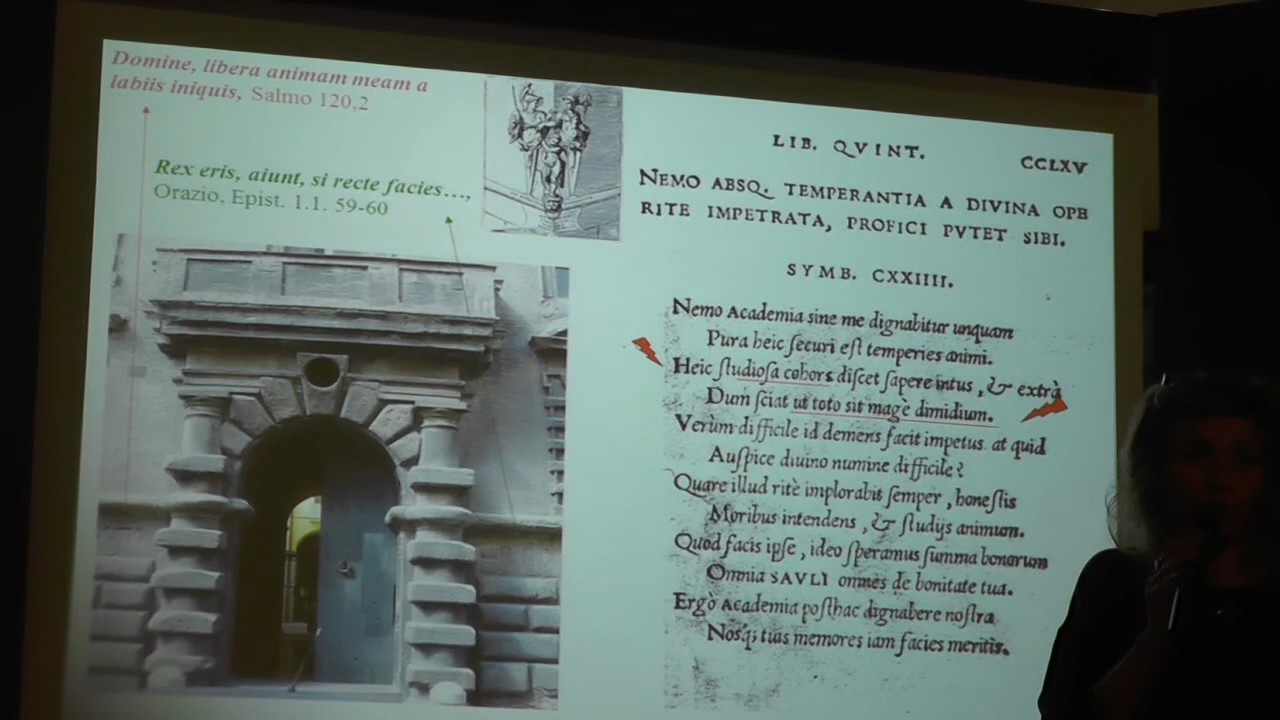 Domine, libera animam meam a
labiis iniquis, Salmo 120,2
Rex eris, aiunt, si recte facies...,
Orazio, Epist. 1.1. 59-60
LIB. QVINT.
CCLXV
NEMO ABSQ. TEMPERANTIA A DIVINA OPE
RITE IMPETRATA, PROFICI PVTET SIBI.
SYMB. CXXIIII.
Nemo Academia sine me dignabitur unquam
Pura heic ſecuri eſt temperies animi.
Heic ſtudioſa cohors diſcet ſapere intus, & extrà
Dum ſciat ut toto sit mage dimidium.
Verùm difficile id demens facit impetus. at quid
Auſpice diuino numine difficile?
Quare illud ritè implorabit ſemper, honeſtis
Moribus intendens, & ſtudijs animum.
Quod facis ipſe, ideo ſperamus ſumma bonorum
Omnia SAVLI omnes de bonitate tua.
Ergò Academia poſthac dignabere noſtra
Nosq; tuis memores iam facies meritis.